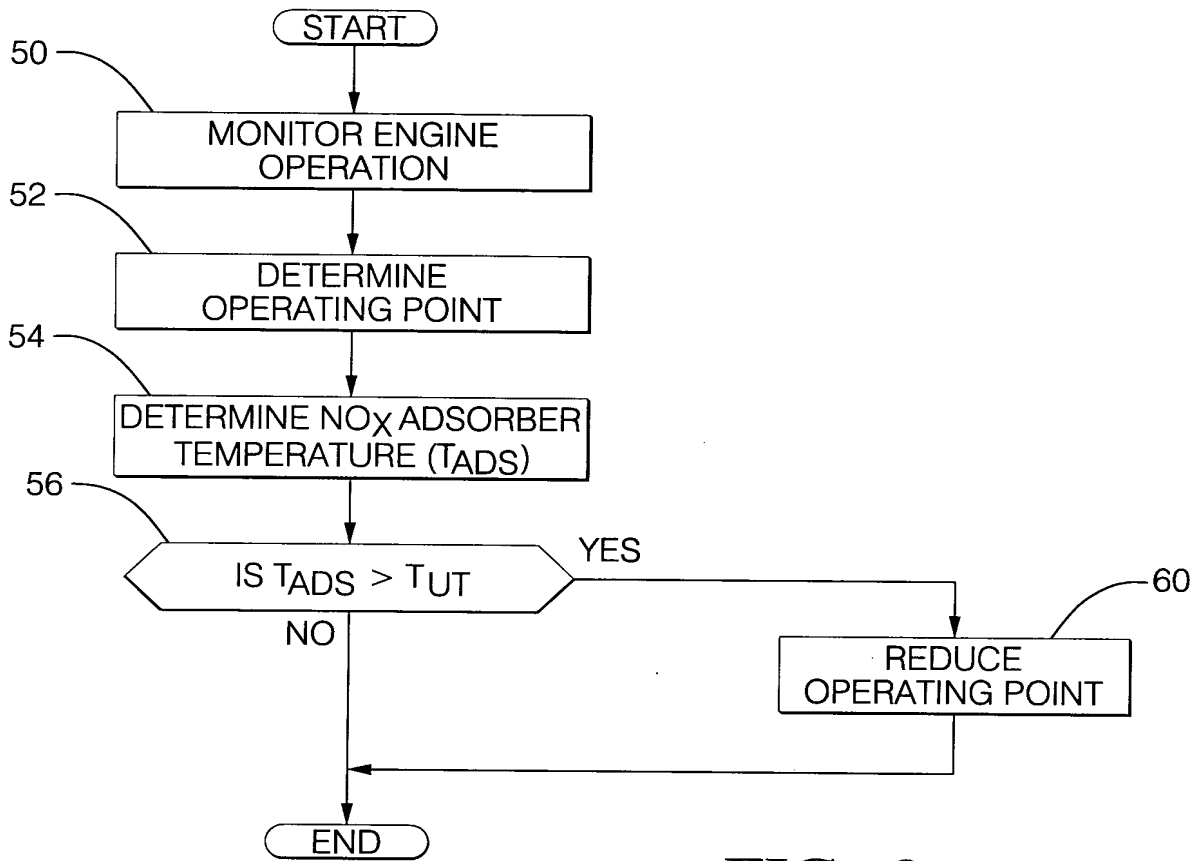 START
50
MONITOR ENGINE
OPERATION
52
DETERMINE
OPERATING POINT
54
DETERMINE NOX ADSORBER
TEMPERATURE (TADS)
56
IS TADS > TUT
YES
NO
60
REDUCE
OPERATING POINT
END